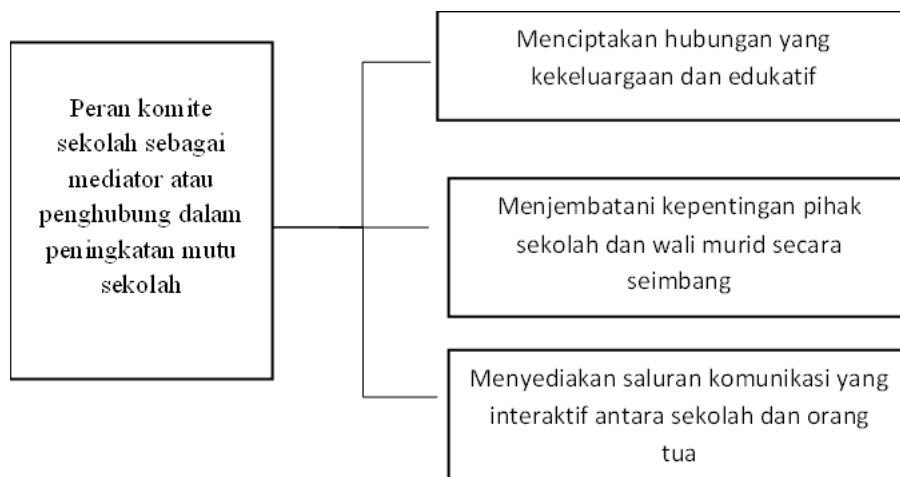 Peran komite
sekolah sebagai
mediator atau
penghubung dalam
peningkatan mutu
sekolah
Menciptakan hubungan yang
kekeluargaan dan edukatif
Menjembatani kepentingan pihak
sekolah dan wali murid secara
seimbang
Menyediakan saluran komunikasi yang
interaktif antara sekolah dan orang
tua